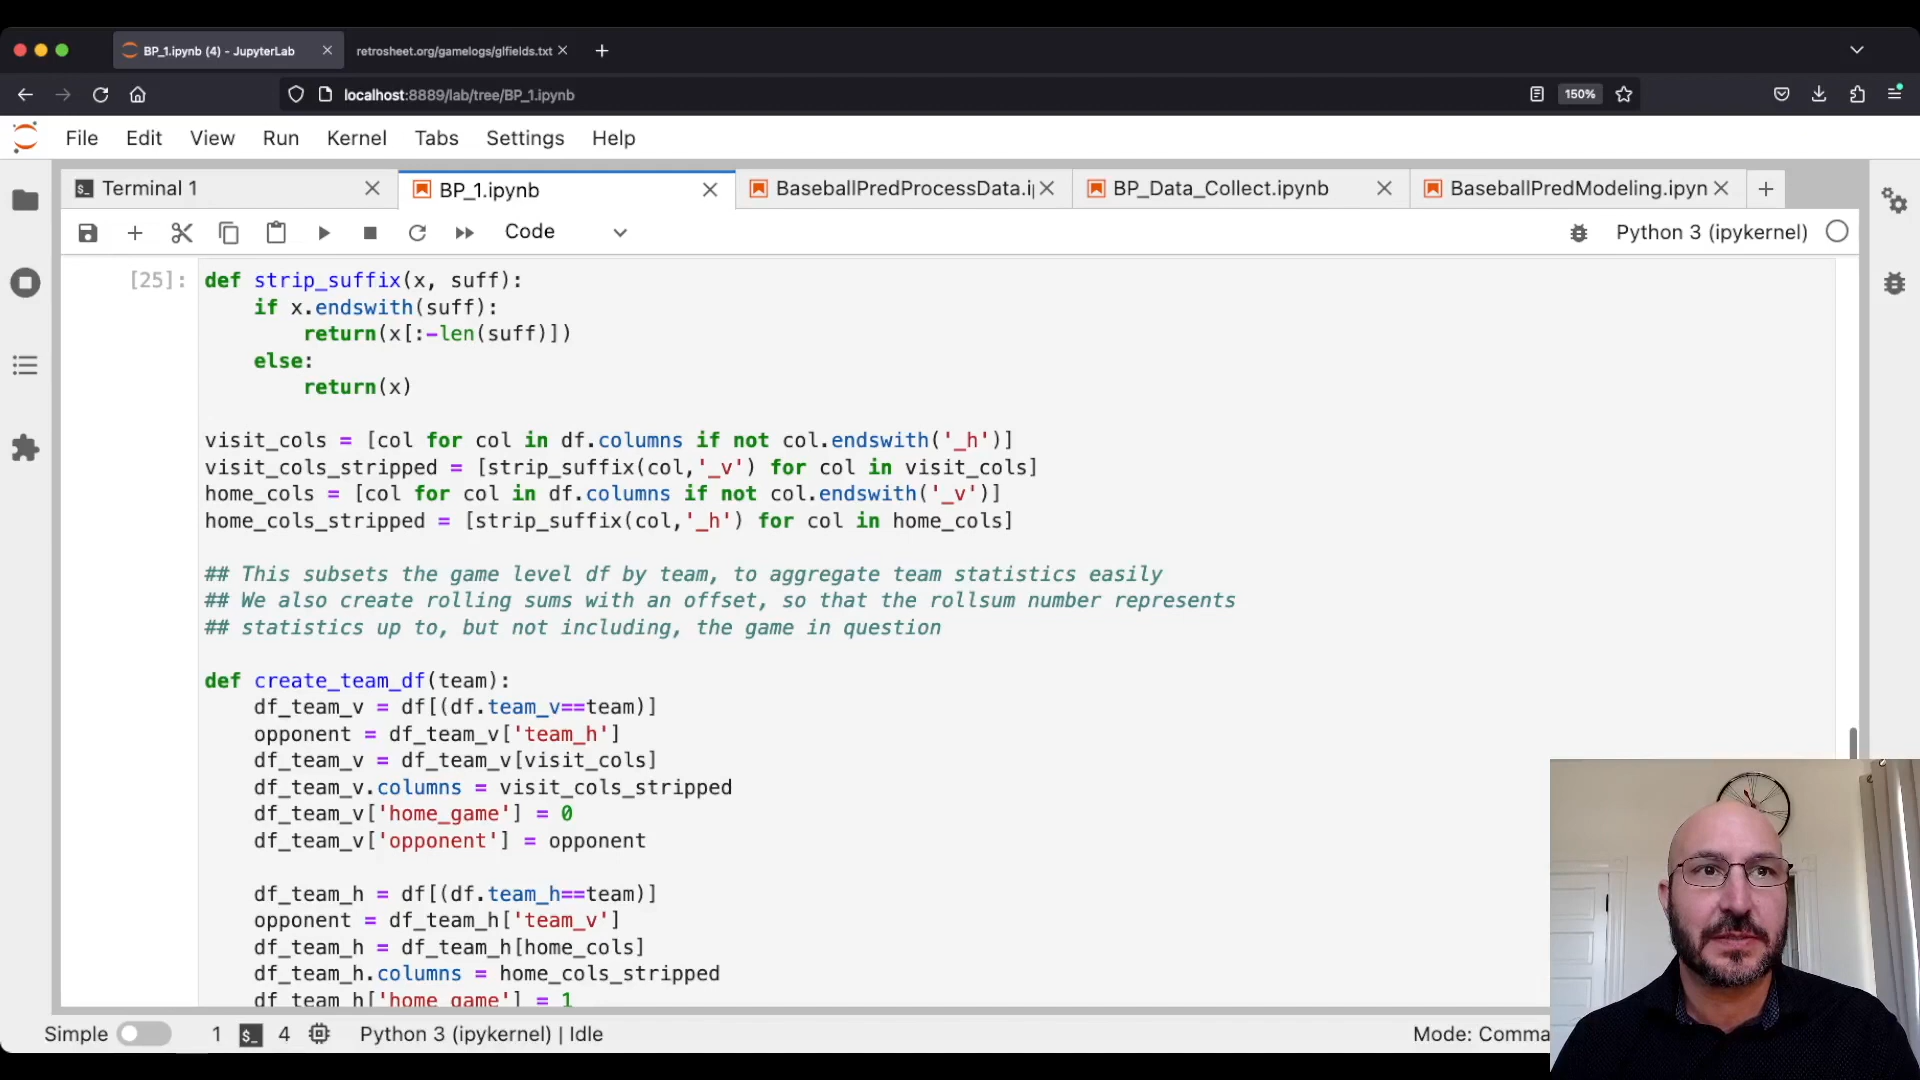 BP_1.ipynb (4) - JupyterLab
retrosheet.org/gamelogs/glfields.txt
localhost:8889/lab/tree/BP_1.ipynb
150%
File Edit View Run Kernel Tabs Settings Help
Terminal 1
BP_1.ipynb
BaseballPredProcessData.i
BP_Data_Collect.ipynb
BaseballPredModeling.ipyn
Code
Python 3 (ipykernel)
[25]:
def strip_suffix(x, suff):
    if x.endswith(suff):
        return(x[:-len(suff)])
    else:
        return(x)
visit_cols = [col for col in df.columns if not col.endswith('_h')]
visit_cols_stripped = [strip_suffix(col,'_v') for col in visit_cols]
home_cols = [col for col in df.columns if not col.endswith('_v')]
home_cols_stripped = [strip_suffix(col,'_h') for col in home_cols]
## This subsets the game level df by team, to aggregate team statistics easily
## We also create rolling sums with an offset, so that the rollsum number represents
## statistics up to, but not including, the game in question
def create_team_df(team):
    df_team_v = df[(df.team_v==team)]
    opponent = df_team_v['team_h']
    df_team_v = df_team_v[visit_cols]
    df_team_v.columns = visit_cols_stripped
    df_team_v['home_game'] = 0
    df_team_v['opponent'] = opponent
    df_team_h = df[(df.team_h==team)]
    opponent = df_team_h['team_v']
    df_team_h = df_team_h[home_cols]
    df_team_h.columns = home_cols_stripped
    df_team_h['home_game'] = 1
Simple 1 $_ 4 Python 3 (ipykernel) | Idle
Mode: Comma